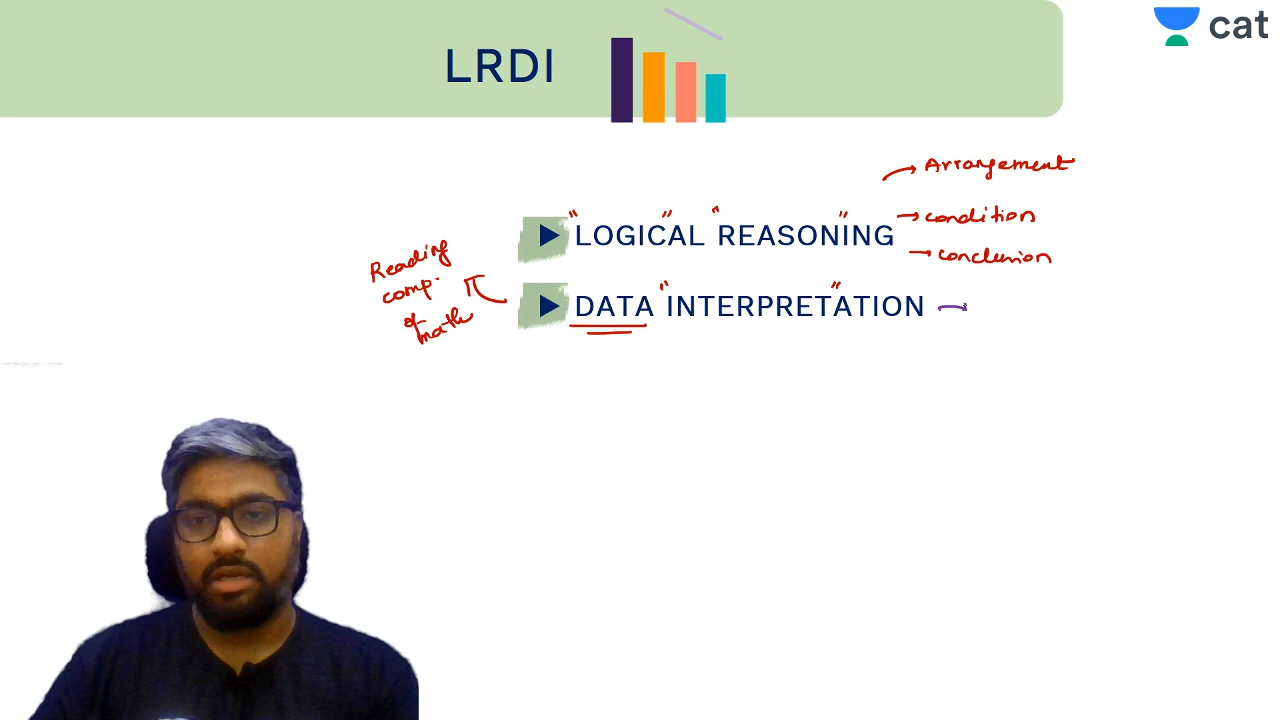 LRDI
cat
Arrangement
"LOGICAL" "REASONING"
→ condition
→ conclusion
DATA "INTERPRETATION"
Reading
comp.
of
math